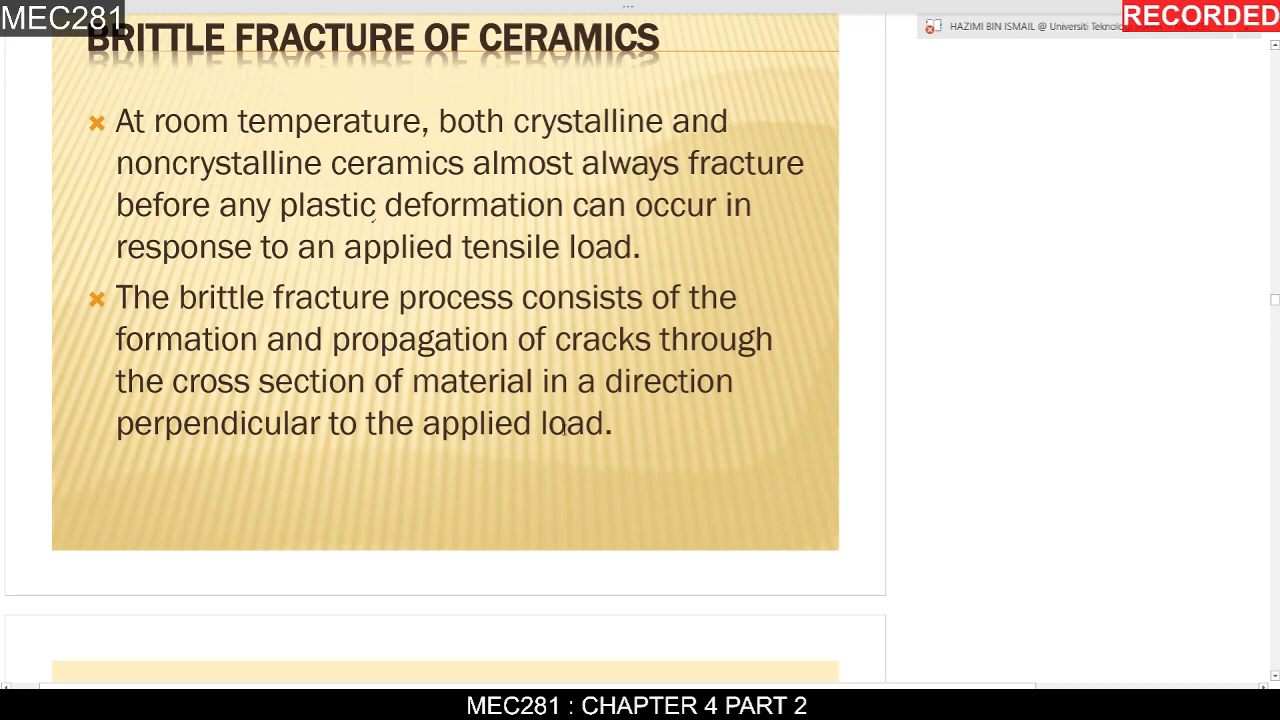 MEC281
RECORDED
HAZIMI BIN ISMAIL @ Universiti Teknolo
BRITTLE FRACTURE OF CERAMICS
At room temperature, both crystalline and
noncrystalline ceramics almost always fracture
before any plastic deformation can occur in
response to an applied tensile load.
The brittle fracture process consists of the
formation and propagation of cracks through
the cross section of material in a direction
perpendicular to the applied load.
MEC281 : CHAPTER 4 PART 2